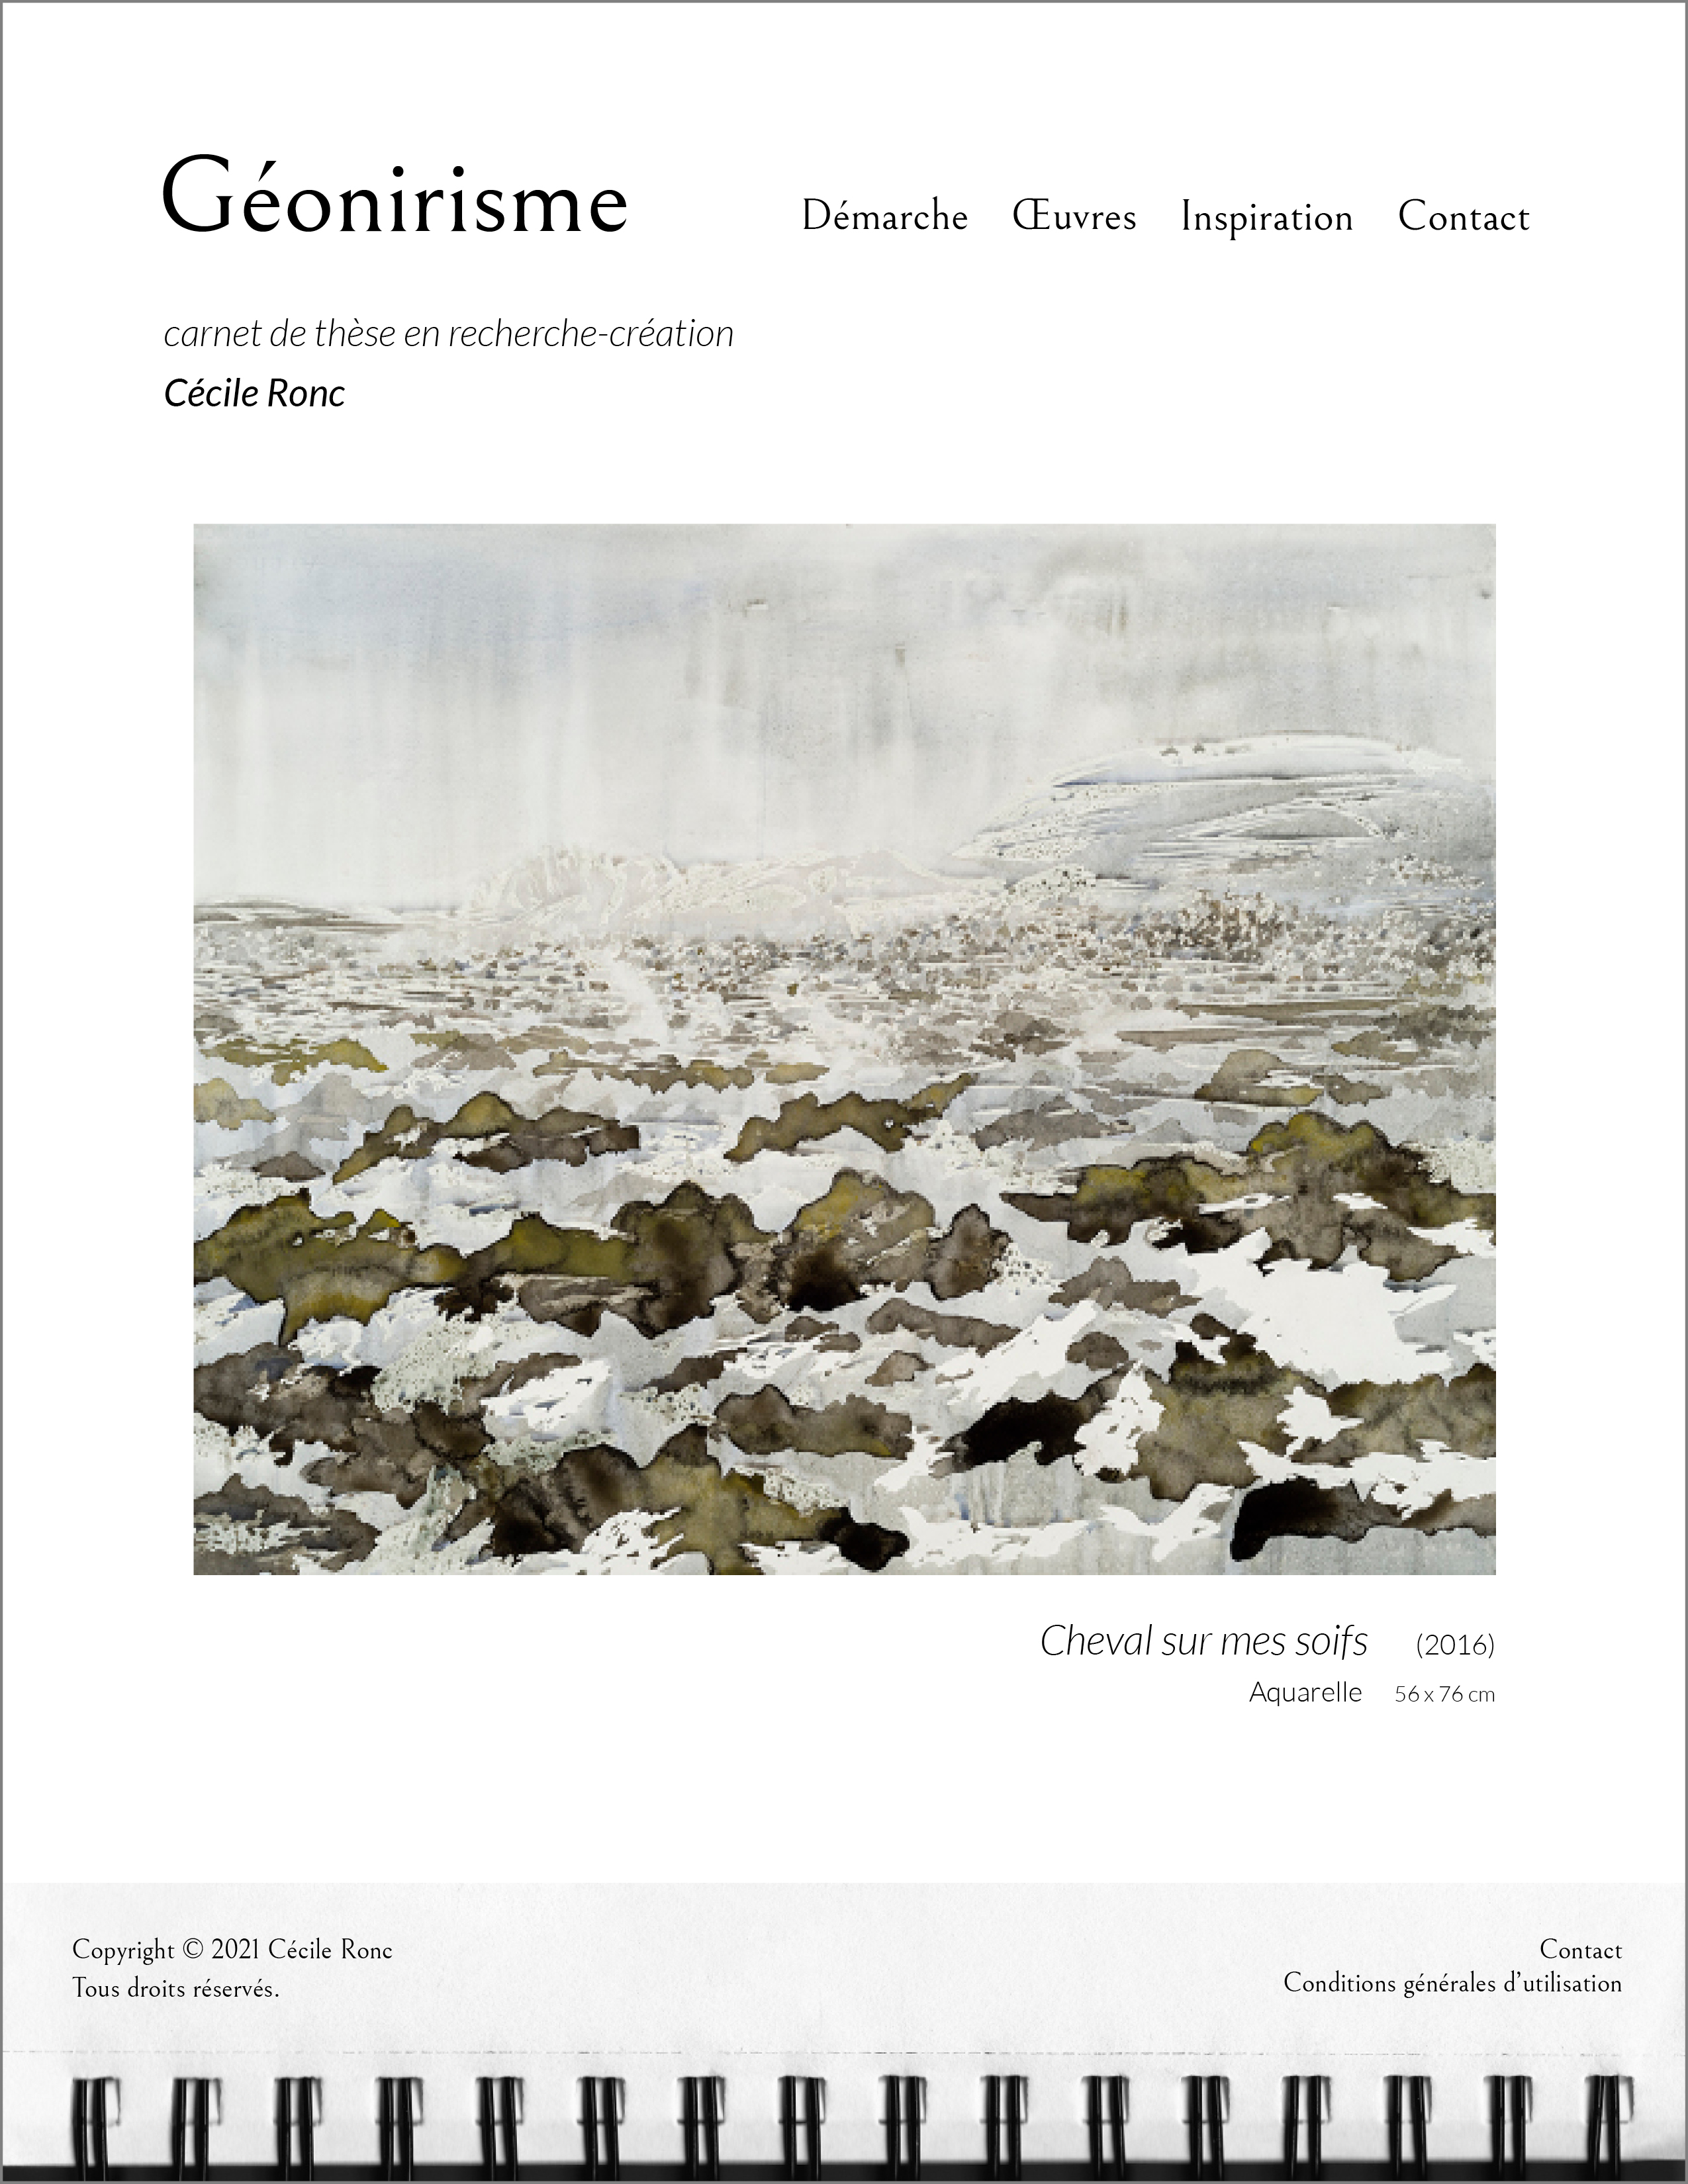 Géonirisme
Démarche Œuvres Inspiration Contact
carnet de thèse en recherche-création
Cécile Ronc
Cheval sur mes soifs (2016)
Aquarelle 56 x 76 cm
Copyright © 2021 Cécile Ronc
Tous droits réservés.
Contact
Conditions générales d’utilisation